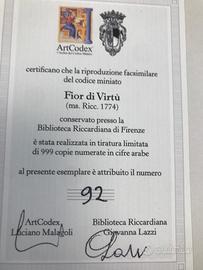 ArtCodex
certificano che la riproduzione facsimilare
del codice miniato
Fior di Virtù
(ms. Ricc. 1774)
conservato presso la
Biblioteca Riccardiana di Firenze
è stata realizzata in tiratura limitata
di 999 copie numerate in cifre arabe
al presente esemplare è attribuito il numero
92
ArtCodex Biblioteca Riccardiana
Luciano Malagoli Giovanna Lazzi